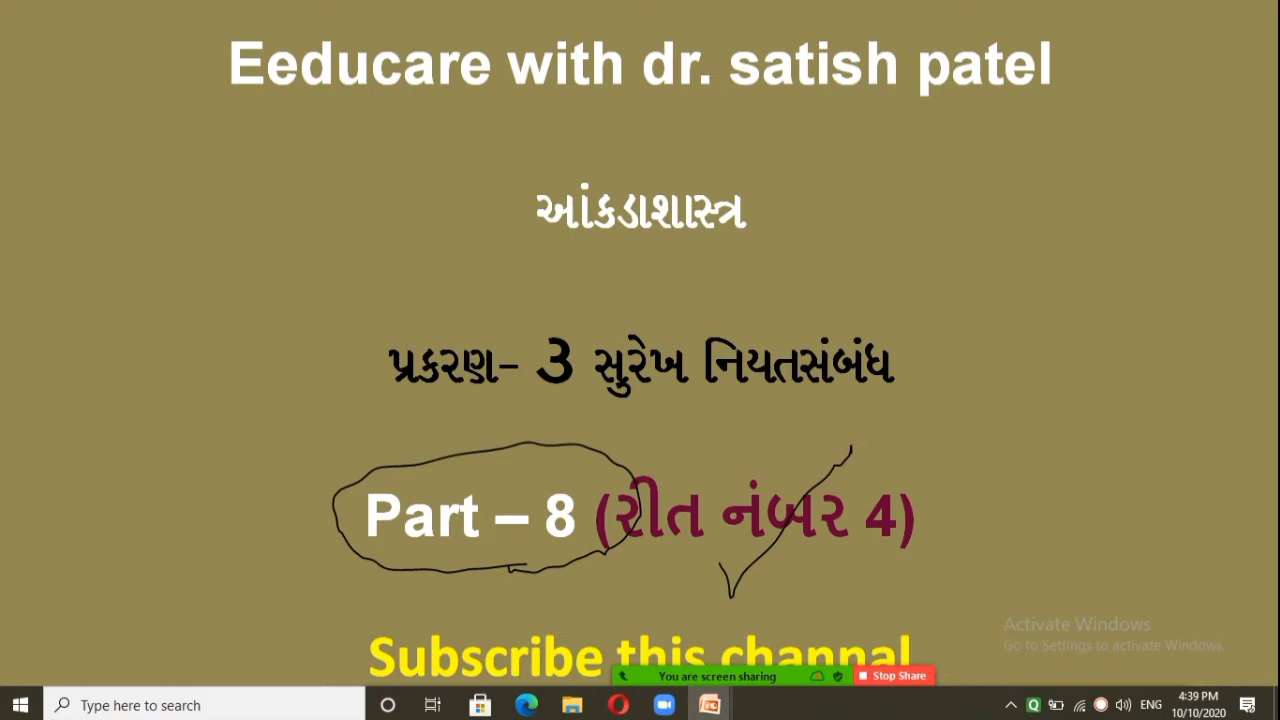 Eeducare with dr. satish patel
આંકડાશાસ્ત્ર
પ્રકરણ- ૩ સુરેખ નિયતસંબંધ
Part – 8 (રીત નંબર 4)
Subscribe this channal
Activate Windows
Go to Settings to activate Windows.
You are screen sharing
Stop Share
Type here to search
ENG
4:39 PM
10/10/2020